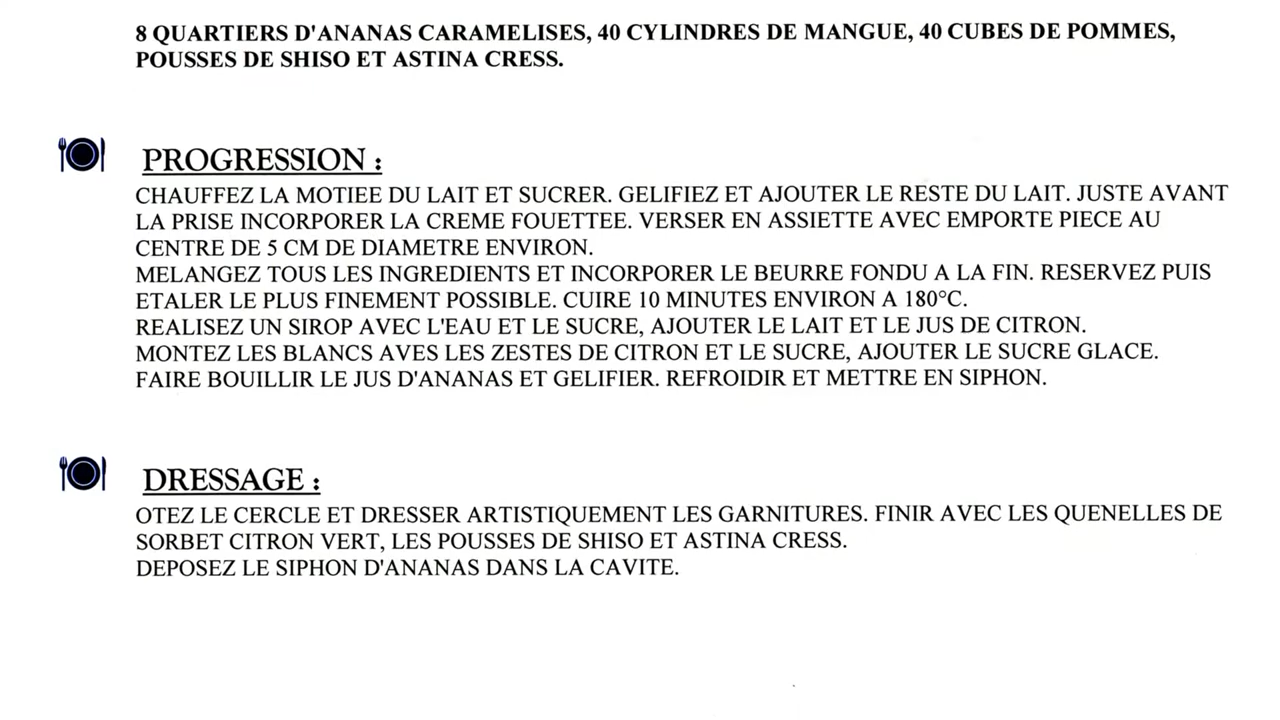 8 QUARTIERS D'ANANAS CARAMELISES, 40 CYLINDRES DE MANGUE, 40 CUBES DE POMMES,
POUSSES DE SHISO ET ASTINA CRESS.
PROGRESSION :
CHAUFFEZ LA MOTIEE DU LAIT ET SUCRER. GELIFIEZ ET AJOUTER LE RESTE DU LAIT. JUSTE AVANT
LA PRISE INCORPORER LA CREME FOUETTEE. VERSER EN ASSIETTE AVEC EMPORTE PIECE AU
CENTRE DE 5 CM DE DIAMETRE ENVIRON.
MELANGEZ TOUS LES INGREDIENTS ET INCORPORER LE BEURRE FONDU A LA FIN. RESERVEZ PUIS
ETALER LE PLUS FINEMENT POSSIBLE. CUIRE 10 MINUTES ENVIRON A 180°C.
REALISEZ UN SIROP AVEC L'EAU ET LE SUCRE, AJOUTER LE LAIT ET LE JUS DE CITRON.
MONTEZ LES BLANCS AVES LES ZESTES DE CITRON ET LE SUCRE, AJOUTER LE SUCRE GLACE.
FAIRE BOUILLIR LE JUS D'ANANAS ET GELIFIER. REFROIDIR ET METTRE EN SIPHON.
DRESSAGE :
OTEZ LE CERCLE ET DRESSER ARTISTIQUEMENT LES GARNITURES. FINIR AVEC LES QUENELLES DE
SORBET CITRON VERT, LES POUSSES DE SHISO ET ASTINA CRESS.
DEPOSEZ LE SIPHON D'ANANAS DANS LA CAVITE.